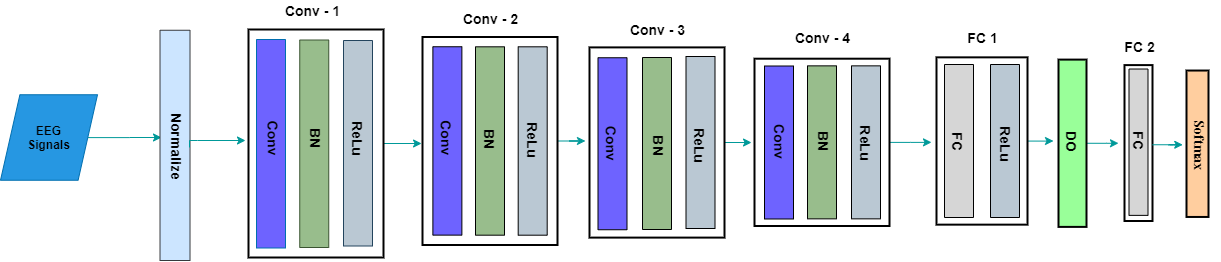 Conv - 1
Conv - 2
Conv - 3
Conv - 4
FC 1
FC 2
EEG
Signals
Normalize
Conv
BN
ReLu
Conv
BN
ReLu
Conv
BN
ReLu
Conv
BN
ReLu
FC
ReLu
DO
FC
Softmax